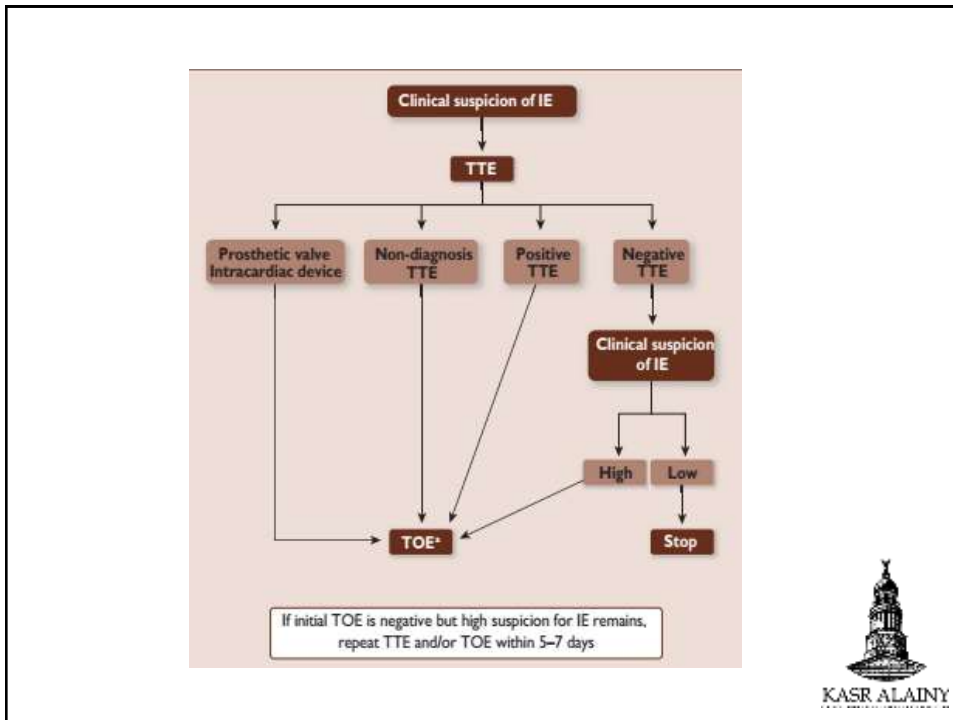 Clinical suspicion of IE
TTE
Prosthetic valve
Intracardiac device
Non-diagnosis
TTE
Positive
TTE
Negative
TTE
Clinical suspicion
of IE
High
Low
TOEᵃ
Stop
If initial TOE is negative but high suspicion for IE remains,
repeat TTE and/or TOE within 5–7 days
KASR ALAINY